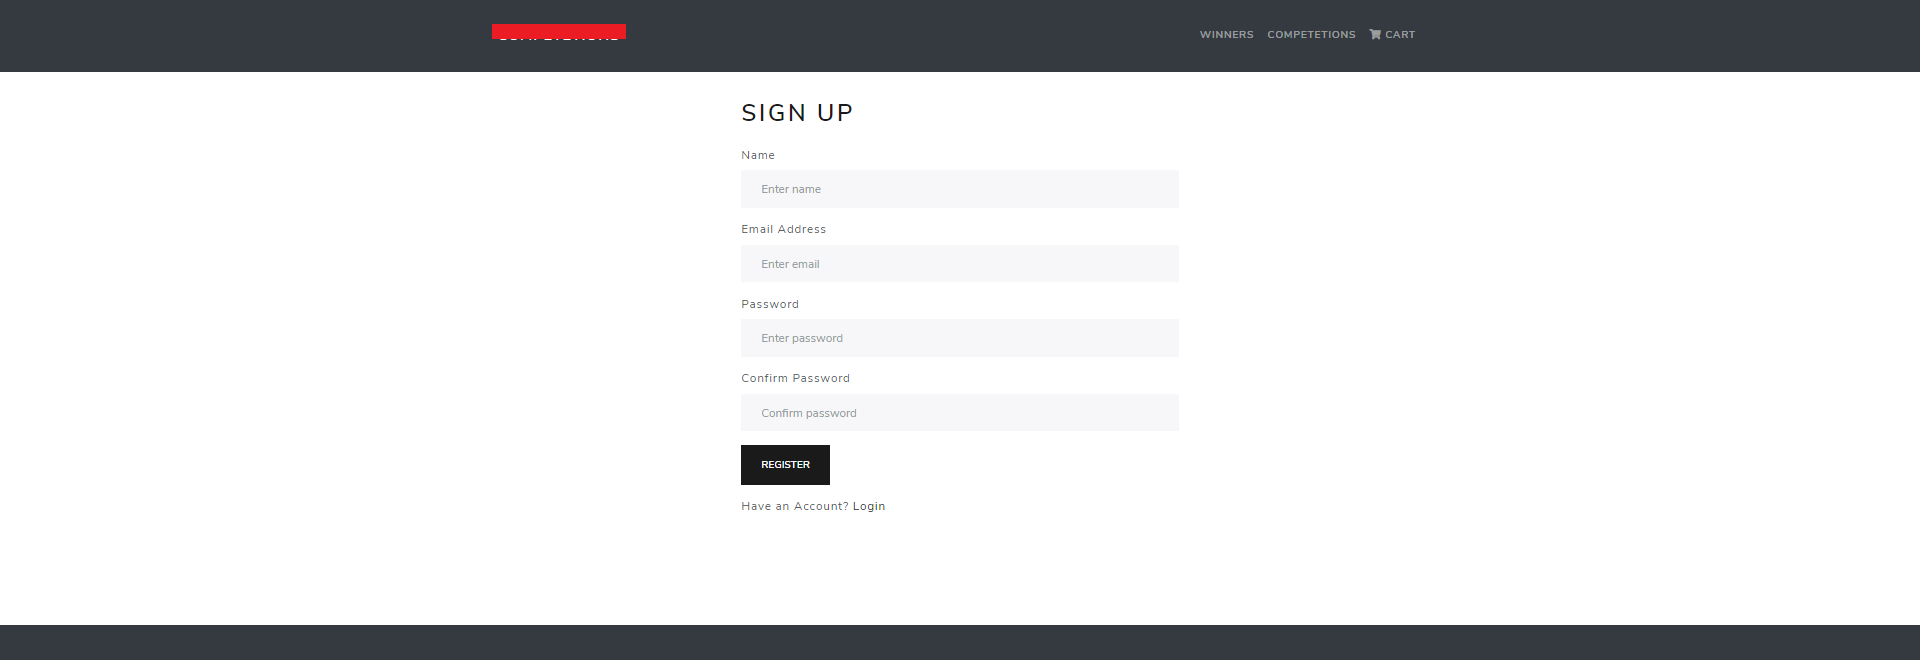 WINNERS COMPETETIONS CART
SIGN UP
Name
Enter name
Email Address
Enter email
Password
Enter password
Confirm Password
Confirm password
REGISTER
Have an Account? Login